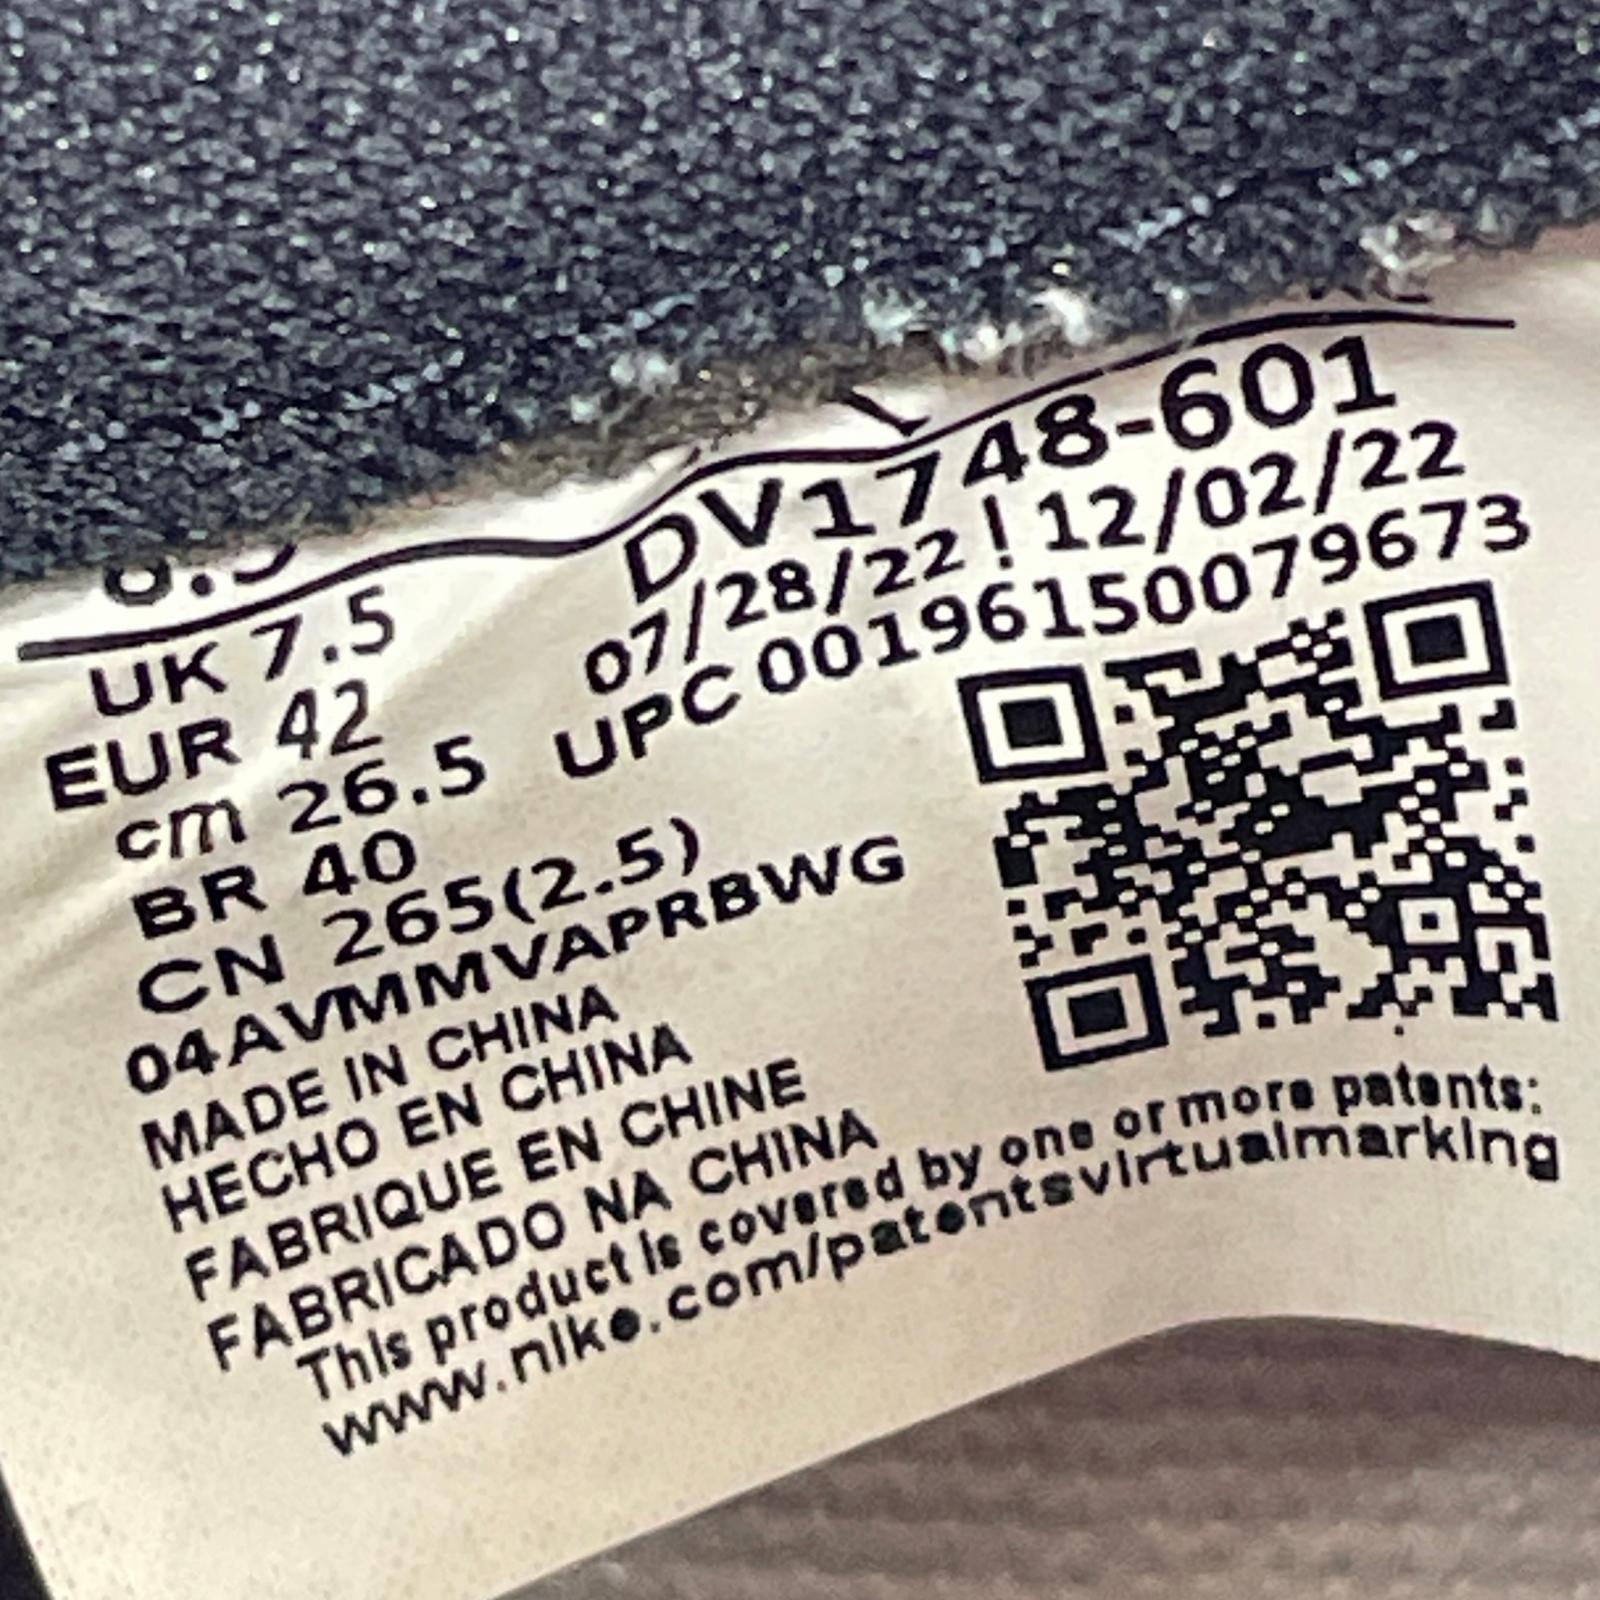 8.5
UK 7.5
EUR 42
cm 26.5
BR 40
CN 265(2.5)
04AVMMVAPRBWG
DV1748-601
07/28/22 ! 12/02/22
UPC 00196150079673
MADE IN CHINA
HECHO EN CHINA
FABRIQUE EN CHINE
FABRICADO NA CHINA
This product is covered by one or more patents:
www.nike.com/patentsvirtualmarking